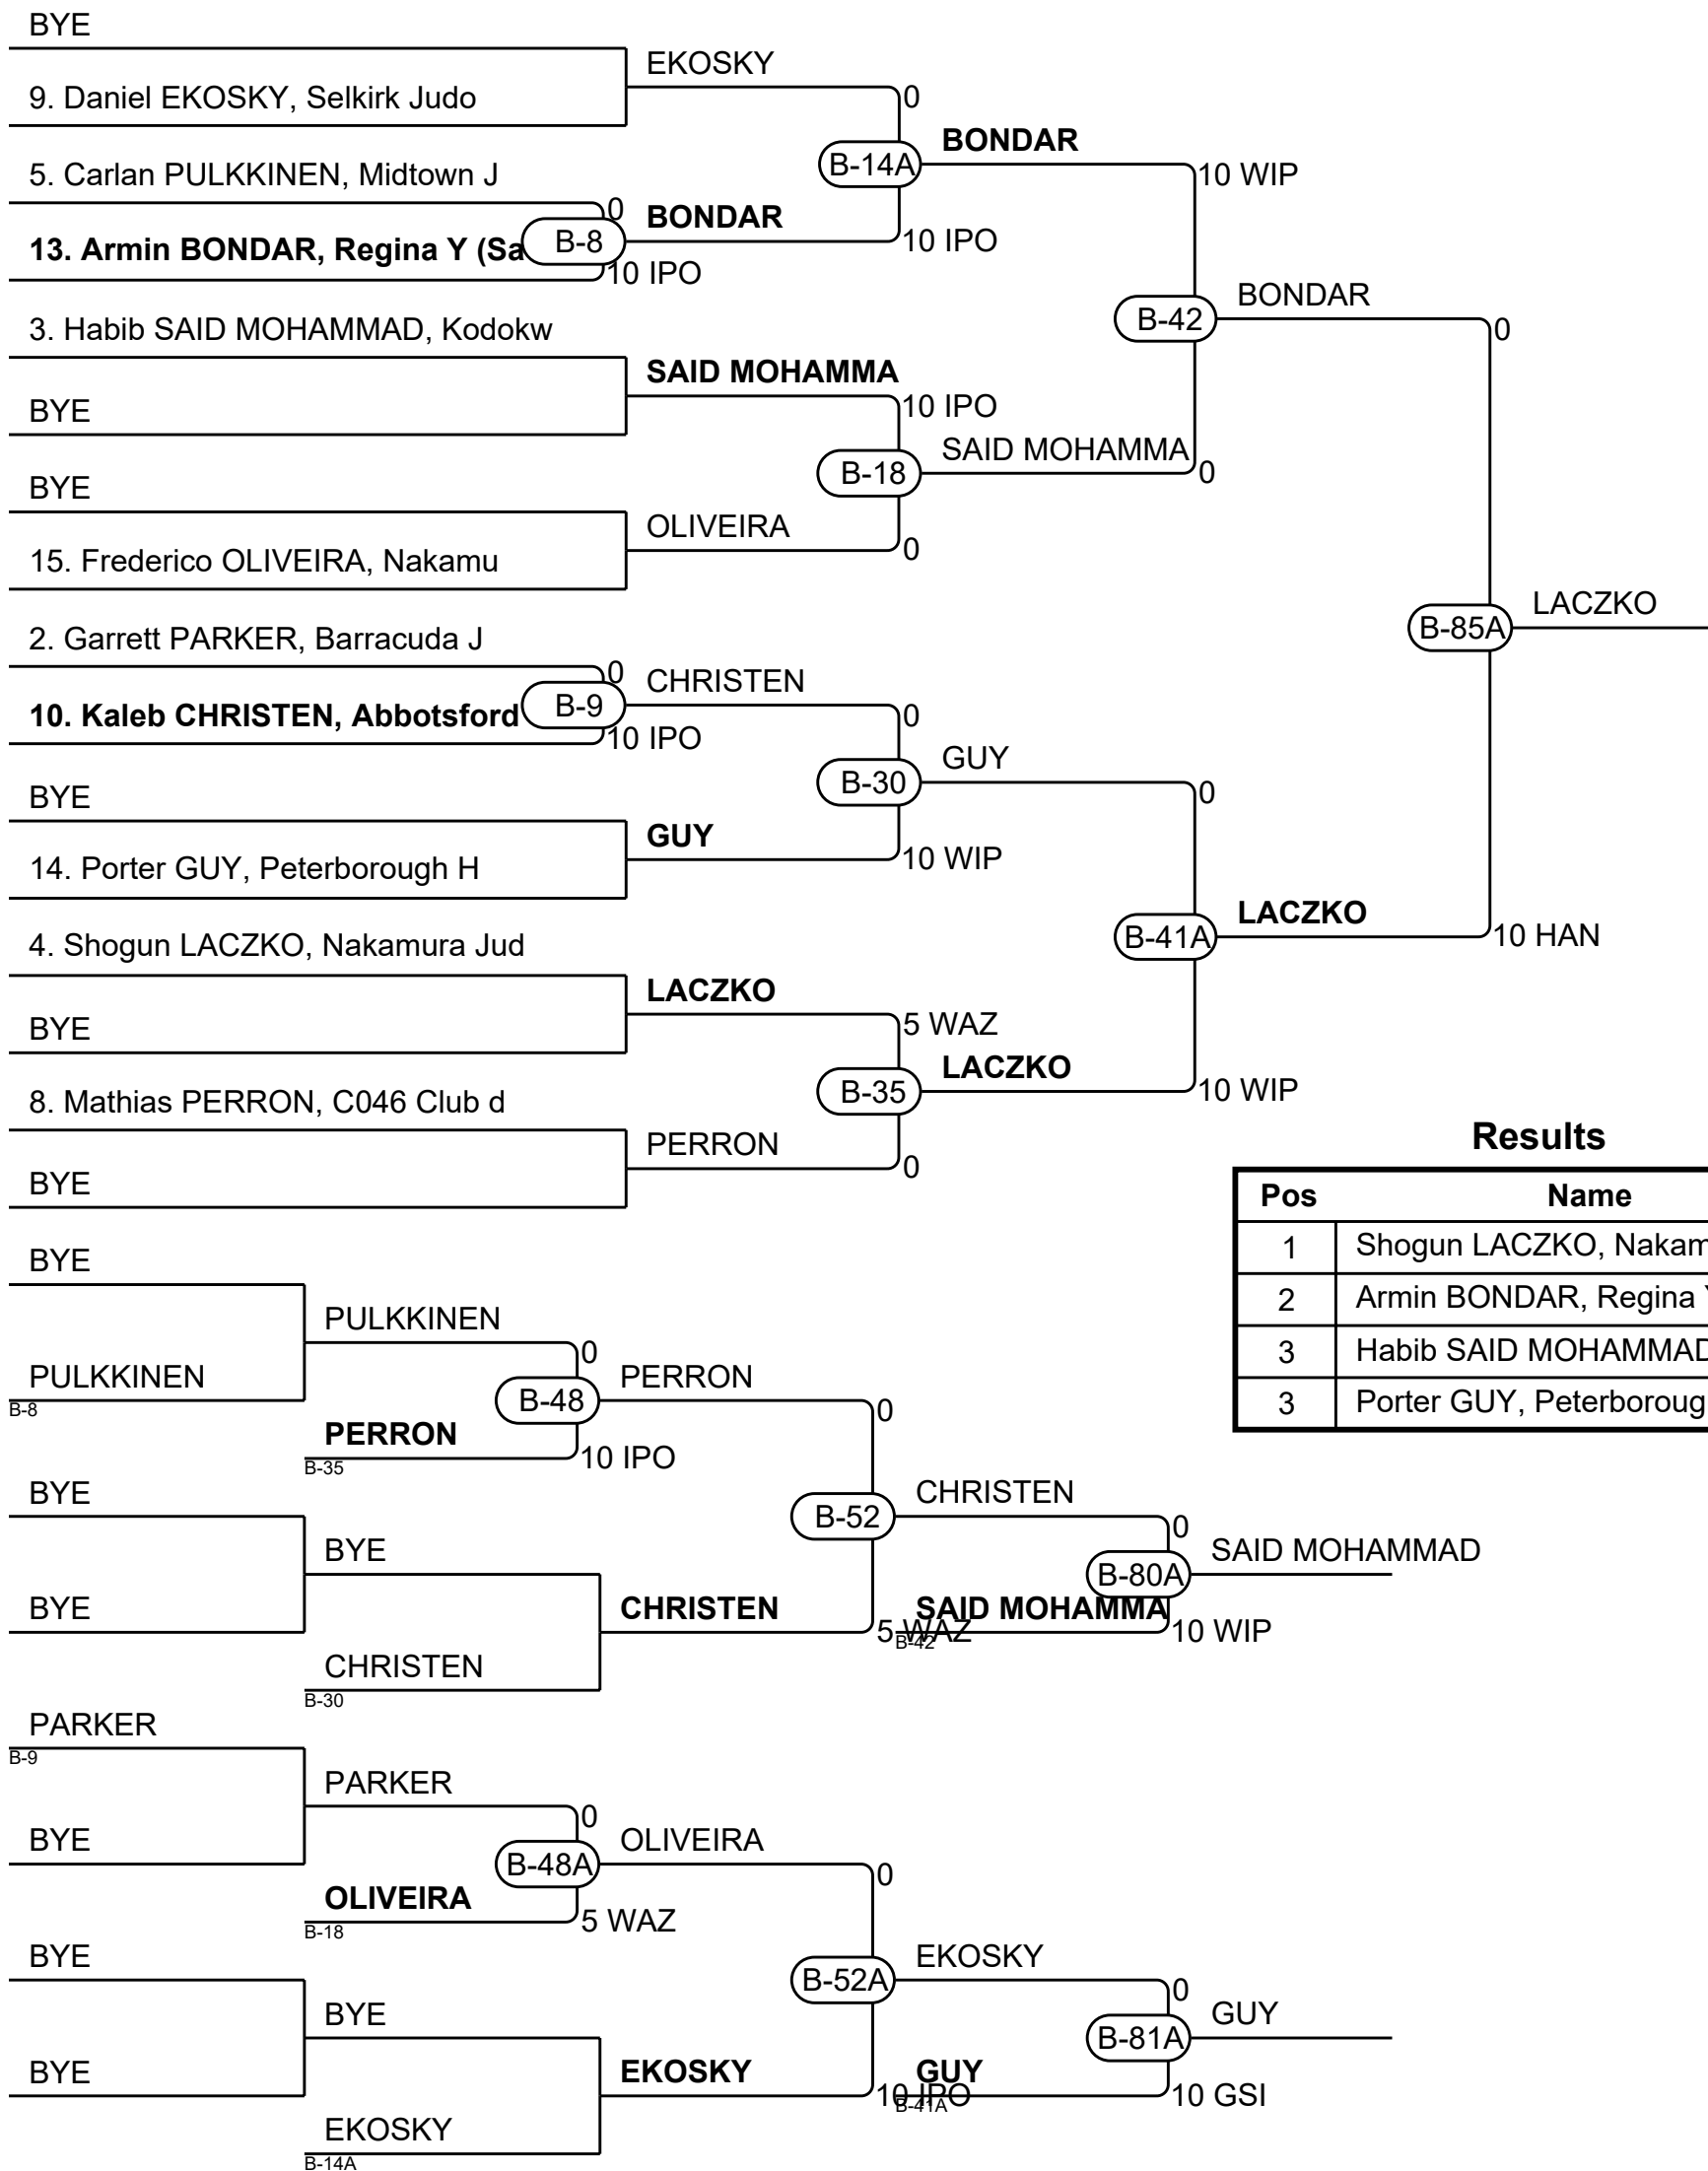 BYE
EKOSKY
9. Daniel EKOSKY, Selkirk Judo
0
BONDAR
B-14A
5. Carlan PULKKINEN, Midtown J
10 WIP
0
BONDAR
13. Armin BONDAR, Regina Y (Sa
B-8
10 IPO
10 IPO
BONDAR
B-42
3. Habib SAID MOHAMMAD, Kodokw
0
SAID MOHAMMA
BYE
10 IPO
SAID MOHAMMA
B-18
0
BYE
OLIVEIRA
0
15. Frederico OLIVEIRA, Nakamu
LACZKO
B-85A
2. Garrett PARKER, Barracuda J
0
CHRISTEN
10. Kaleb CHRISTEN, Abbotsford
B-9
0
10 IPO
GUY
B-30
0
BYE
GUY
10 WIP
14. Porter GUY, Peterborough H
LACZKO
B-41A
10 HAN
4. Shogun LACZKO, Nakamura Jud
LACZKO
BYE
5 WAZ
LACZKO
B-35
10 WIP
8. Mathias PERRON, C046 Club d
PERRON
0
BYE
Results
Pos Name
1 Shogun LACZKO, Nakam
2 Armin BONDAR, Regina Y
3 Habib SAID MOHAMMAD
3 Porter GUY, Peterboroug
BYE
PULKKINEN
0
PULKKINEN
B-8
B-48
PERRON
0
PERRON
B-35
10 IPO
BYE
B-52
CHRISTEN
0
BYE
B-80A
SAID MOHAMMAD
BYE
CHRISTEN
5 WAZ
SAID MOHAMMA
B-42
10 WIP
CHRISTEN
B-30
PARKER
B-9
PARKER
0
BYE
B-48A
OLIVEIRA
0
OLIVEIRA
B-18
5 WAZ
BYE
B-52A
EKOSKY
0
BYE
B-81A
GUY
BYE
EKOSKY
10 IPO
GUY
B-41A
10 GSI
EKOSKY
B-14A